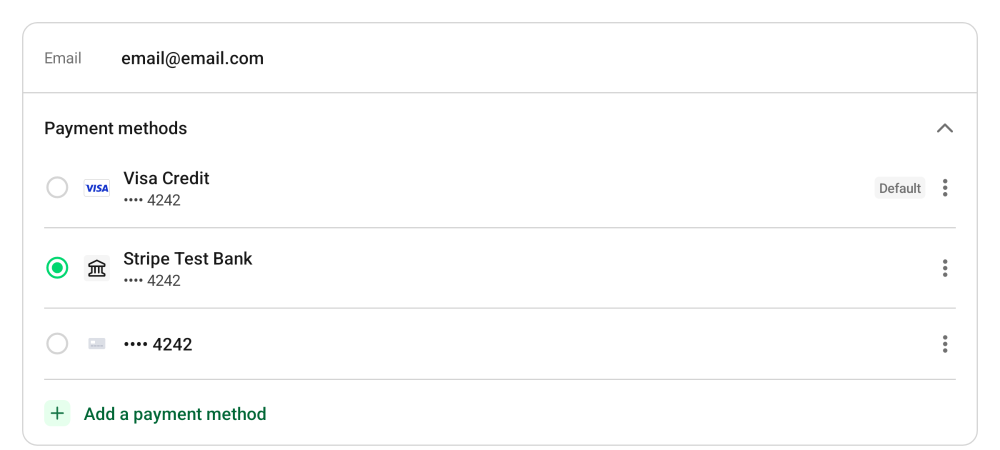 Email email@email.com
Payment methods
VISA Visa Credit
•••• 4242
Default
Stripe Test Bank
•••• 4242
•••• 4242
+ Add a payment method